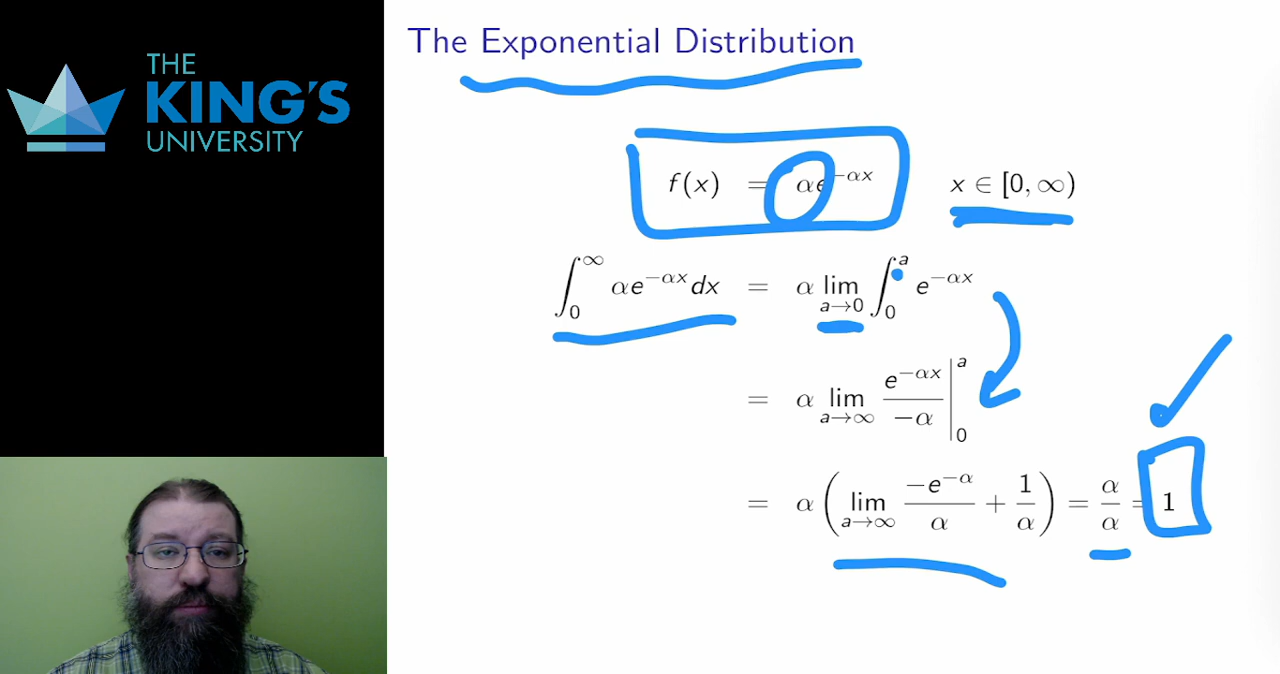 THE
KING'S
UNIVERSITY
The Exponential Distribution
f(x) = αe^{−αx} x ∈ [0, ∞)
∫_0^∞ αe^{−αx}dx = α lim_{a→0} ∫_0^a e^{−αx}
= α lim_{a→∞} e^{−αx}/−α |_0^a
= α ( lim_{a→∞} −e^{−α}/α + 1/α ) = α/α = 1